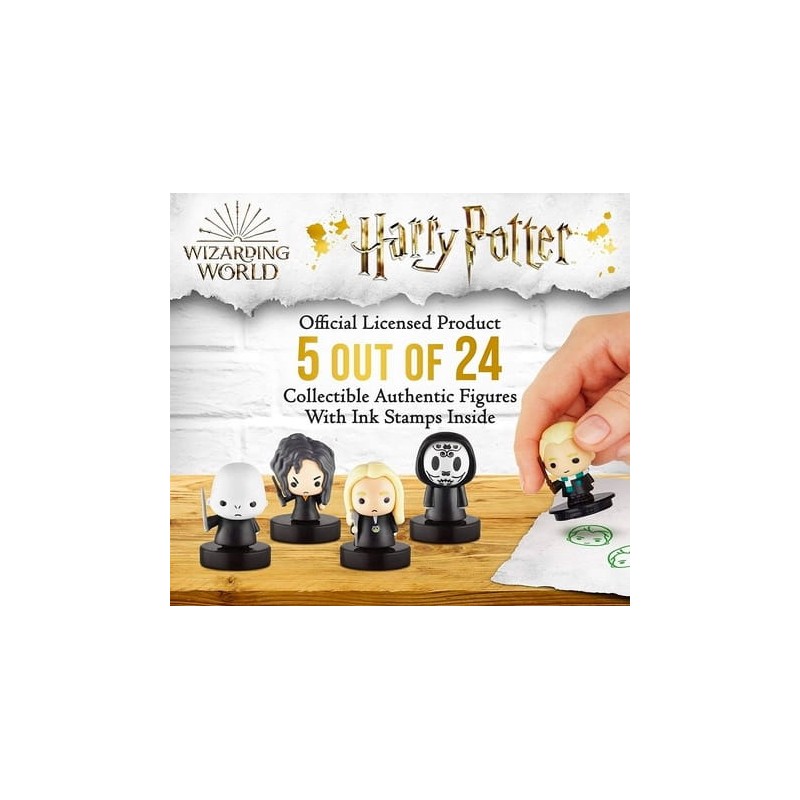 WIZARDING
WORLD
Harry Potter
Official Licensed Product
5 OUT OF 24
Collectible Authentic Figures
With Ink Stamps Inside